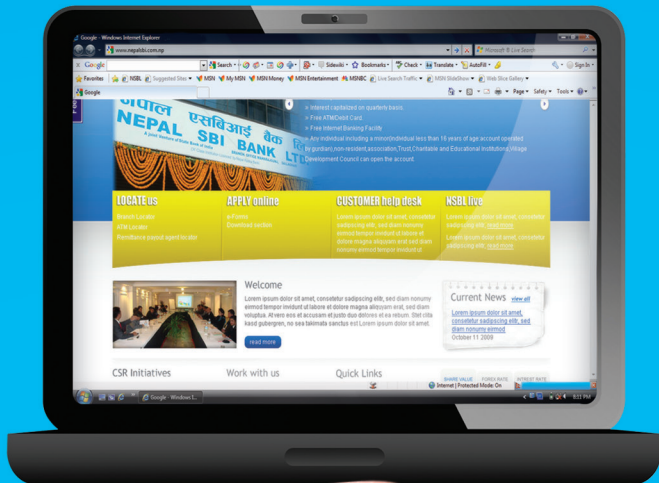 Google - Windows Internet Explorer
www.nepalsbi.com.np
Microsoft © Live Search
Google
Search
Sidewiki
Bookmarks
Check
Translate
AutoFill
Sign In
Favorites
NSBL
Suggested Sites
MSN
My MSN
MSN Money
MSN Entertainment
MSNBC
Live Search Traffic
MSN SlideShow
Web Slice Gallery
Google
Page
Safety
Tools
» Interest capitalized on quarterly basis.
» Free ATM/Debit Card.
» Free Internet Banking Facility
» Any individual including a minor(individual less than 16 years of age account operated
by gurdian),non-resident,association,Trust,Charitable and Educational Institutions,Village
Development Council can open the account.
नेपाल एसबिआई बैंक लि
NEPAL SBI BANK LTD
LOCATE us
Branch Locator
ATM Locator
Remittance payout agent locator
APPLY online
e-Forms
Download section
CUSTOMER help desk
Lorem ipsum dolor sit amet, consetetur
sadipscing elitr, sed diam nonumy
eirmod tempor invidunt ut labore et
dolore magna aliquyam erat, sed diam
nonumy eirmod tempor invidunt ut
NSBL live
Lorem ipsum dolor sit amet, consetetur
sadipscing elitr, read more
Lorem ipsum dolor sit amet, consetetur
sadipscing elitr, read more
Welcome
Lorem ipsum dolor sit amet, consetetur sadipscing elitr, sed diam nonumy
eirmod tempor invidunt ut labore et dolore magna aliquyam erat, sed diam
voluptua. At vero eos et accusam et justo duo dolores et ea rebum. Stet clita
kasd gubergren, no sea takimata sanctus est Lorem ipsum dolor sit amet.
read more
Current News view all
Lorem ipsum dolor sit amet,
consetetur sadipscing elitr, sed
diam nonumy eirmod
October 11 2009
CSR Initiatives
Work with us
Quick Links
SHARE VALUE FOREX RATE INTREST RATE
Internet | Protected Mode: On
Google - Windows I...
8:11 PM